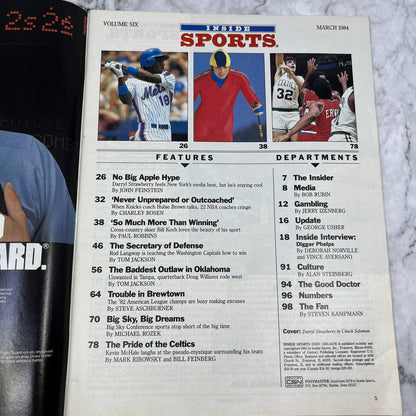 2s26
ARD.®
VOLUME SIX
INSIDE
SPORTS™
MARCH 1984
Mets
18
32
26
38
78
FEATURES
26 No Big Apple Hype
Darryl Strawberry feels New York's media heat, but he's staying cool
By JOHN FEINSTEIN
32 'Never Unprepared or Outcoached'
When Knicks coach Hubie Brown talks, 22 NBA coaches cringe
By CHARLEY ROSEN
38 'So Much More Than Winning'
Cross-country skier Bill Koch loves the beauty of his sport
By PAUL ROBBINS
46 The Secretary of Defense
Rod Langway is teaching the Washington Capitals how to win
By TOM JACKSON
56 The Baddest Outlaw in Oklahoma
Unwanted in Tampa, quarterback Doug Williams rode west
By TOM JACKSON
64 Trouble in Brewtown
The '82 American League champs are busy making excuses
By STEVE ASCHBURNER
70 Big Sky, Big Dreams
Big Sky Conference sports stop short of the big time
By MICHAEL ROZEK
78 The Pride of the Celtics
Kevin McHale laughs at the pseudo-mystique surrounding his team
By MARK RIBOWSKY and BILL FEINBERG
DEPARTMENTS
7 The Insider
8 Media
By BOB RUBIN
12 Gambling
By JERRY IZENBERG
16 Update
By GEORGE USHER
18 Inside Interview:
Digger Phelps
By DEBORAH NORVILLE
and VINCE AVERSANO
91 Culture
By ALAN STEINBERG
94 The Good Doctor
96 Numbers
98 The Fan
By STEVEN KAMPMANN
Cover: Darryl Strawberry by Chuck Solomon
5